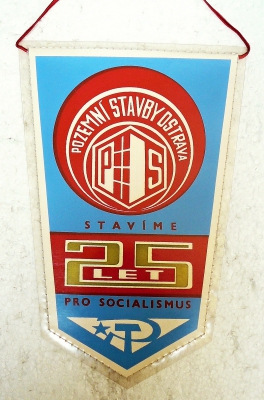 POZEMNÍ STAVBY OSTRAVA
PS
STAVÍME
25
LET
PRO SOCIALISMUS